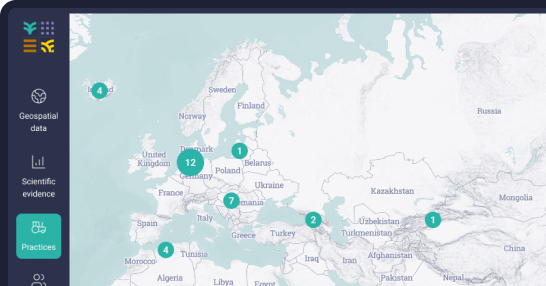 4
Sweden
Finland
Russia
Norway
Geospatial
data
Denmark
1
United
Kingdom
12
Belarus
Poland
Germany
Scientific
evidence
Ukraine
France
Kazakhstan
Mongolia
7
Spain
Italy
2
1
Uzbekistan
Greece
Turkey
Turkmenistan
Practices
4
China
Tunisia
Morocco
Iraq
Iran
Afghanistan
Algeria
Libya
Egypt
Pakistan
Nepal